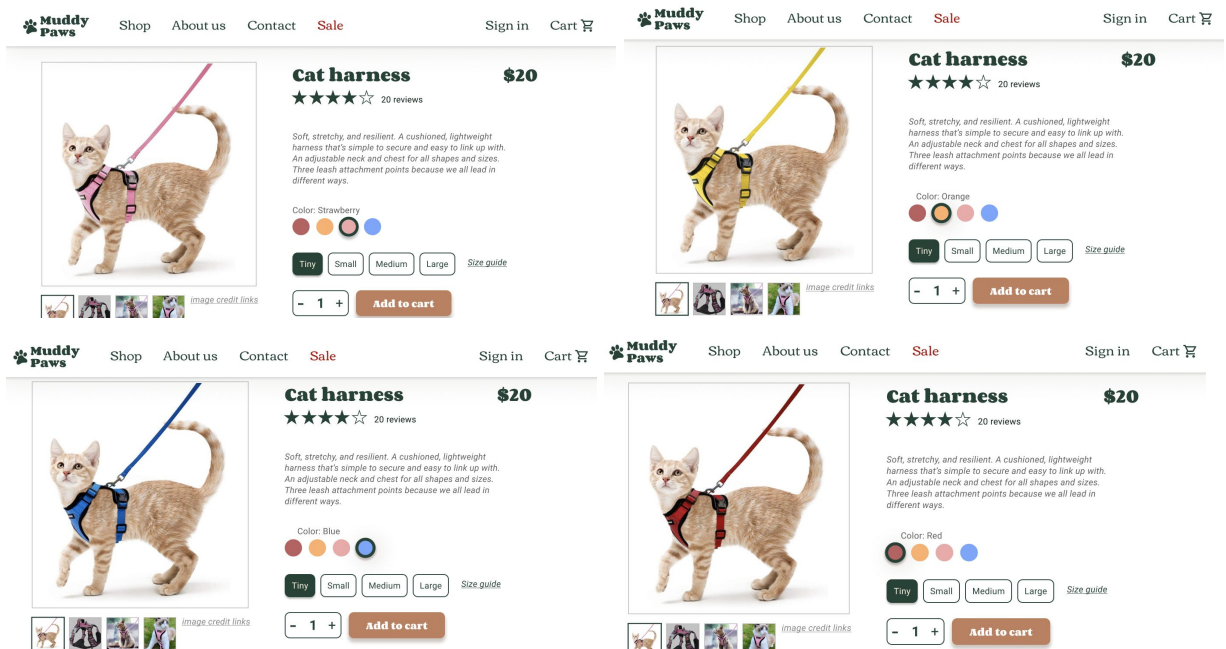 Muddy Paws Shop About us Contact Sale Sign in Cart
Cat harness $20
★★★★☆ 20 reviews
Soft, stretchy, and resilient. A cushioned, lightweight
harness that's simple to secure and easy to link up with.
An adjustable neck and chest for all shapes and sizes.
Three leash attachment points because we all lead in
different ways.
Color: Strawberry
Tiny Small Medium Large Size guide
image credit links
- 1 + Add to cart
Muddy Paws Shop About us Contact Sale Sign in Cart
Cat harness $20
★★★★☆ 20 reviews
Soft, stretchy, and resilient. A cushioned, lightweight
harness that's simple to secure and easy to link up with.
An adjustable neck and chest for all shapes and sizes.
Three leash attachment points because we all lead in
different ways.
Color: Orange
Tiny Small Medium Large Size guide
image credit links
- 1 + Add to cart
Muddy Paws Shop About us Contact Sale Sign in Cart
Cat harness $20
★★★★☆ 20 reviews
Soft, stretchy, and resilient. A cushioned, lightweight
harness that's simple to secure and easy to link up with.
An adjustable neck and chest for all shapes and sizes.
Three leash attachment points because we all lead in
different ways.
Color: Blue
Tiny Small Medium Large Size guide
image credit links
- 1 + Add to cart
Muddy Paws Shop About us Contact Sale Sign in Cart
Cat harness $20
★★★★☆ 20 reviews
Soft, stretchy, and resilient. A cushioned, lightweight
harness that's simple to secure and easy to link up with.
An adjustable neck and chest for all shapes and sizes.
Three leash attachment points because we all lead in
different ways.
Color: Red
Tiny Small Medium Large Size guide
image credit links
- 1 + Add to cart